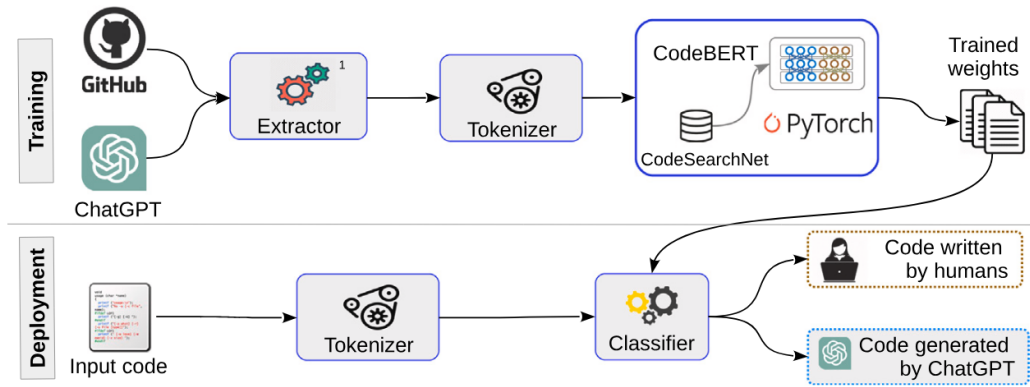 Training
GitHub
ChatGPT
1
Extractor
Tokenizer
CodeBERT
CodeSearchNet
PyTorch
Trained
weights
Deployment
Input code
Tokenizer
Classifier
Code written
by humans
Code generated
by ChatGPT